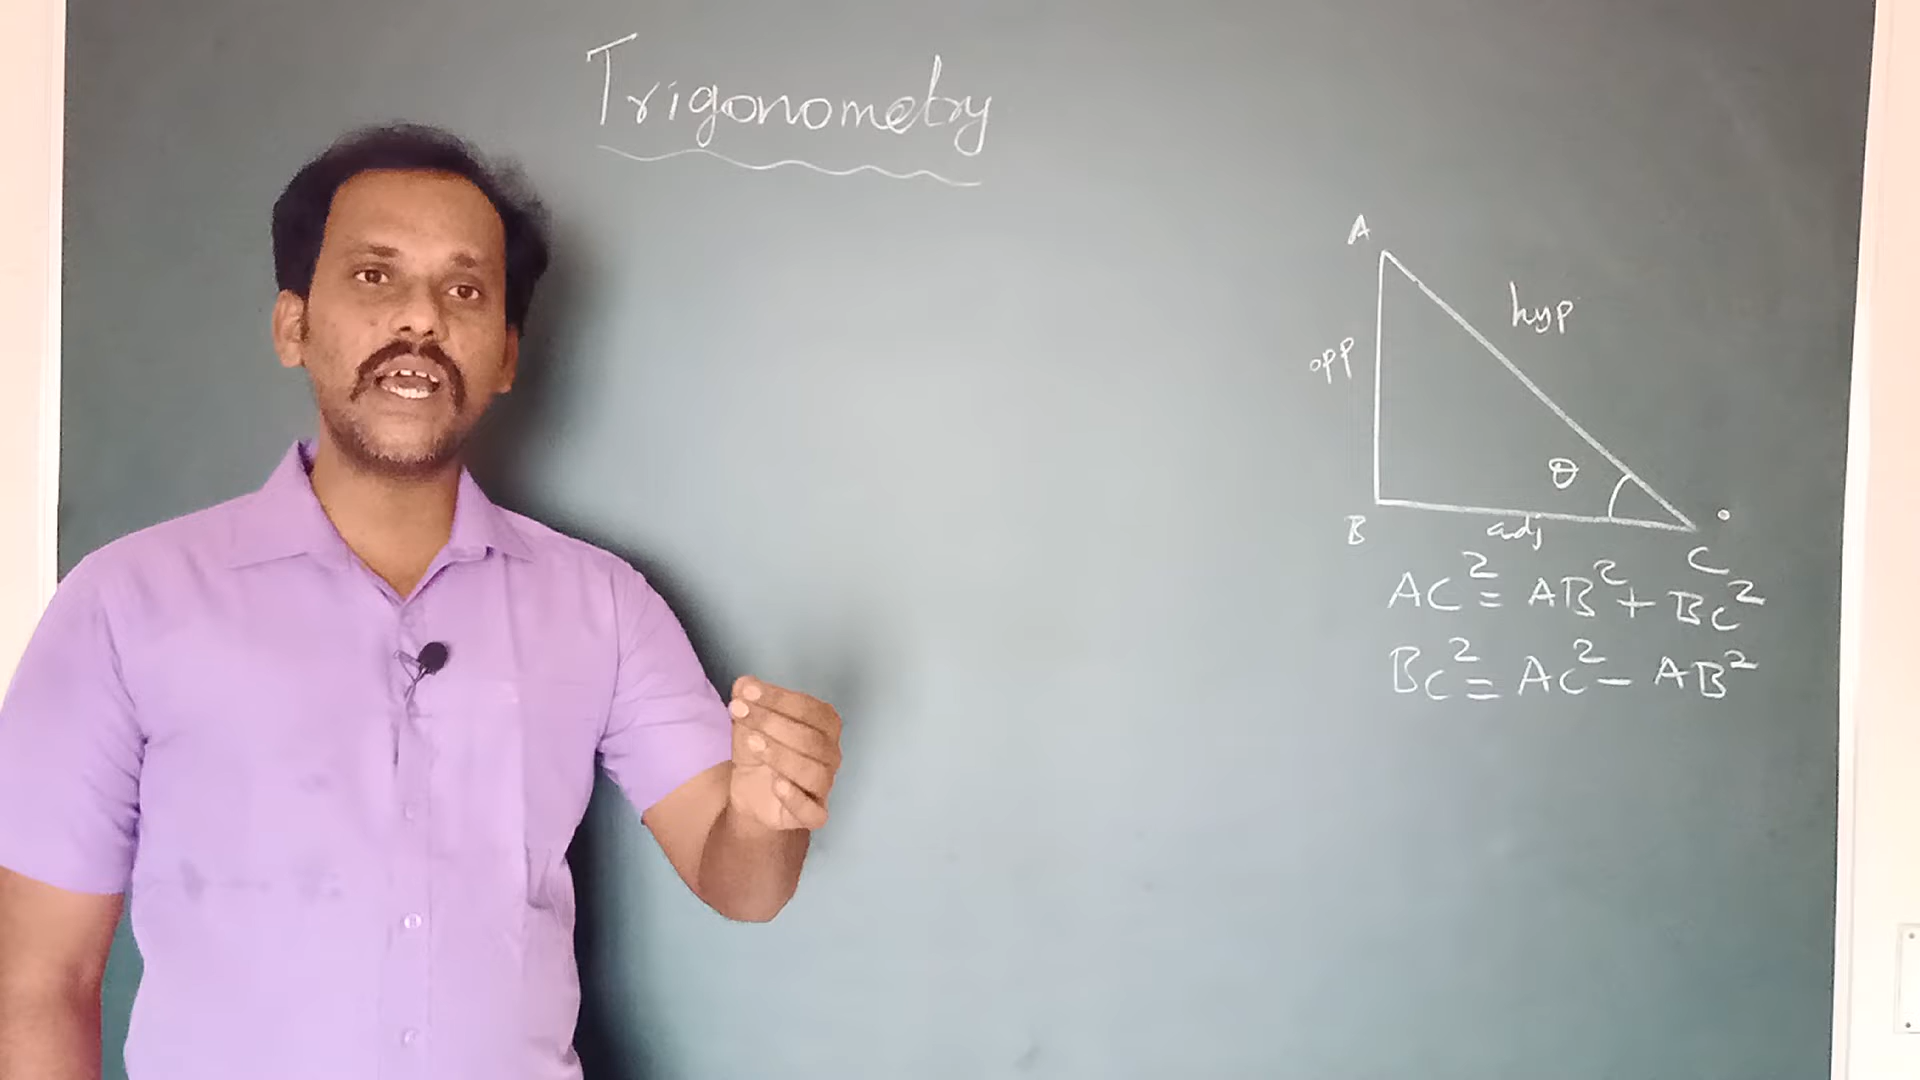 Trigonometry
A
hyp
opp
θ
B
adj
C
AC² = AB² + BC²
BC² = AC² - AB²